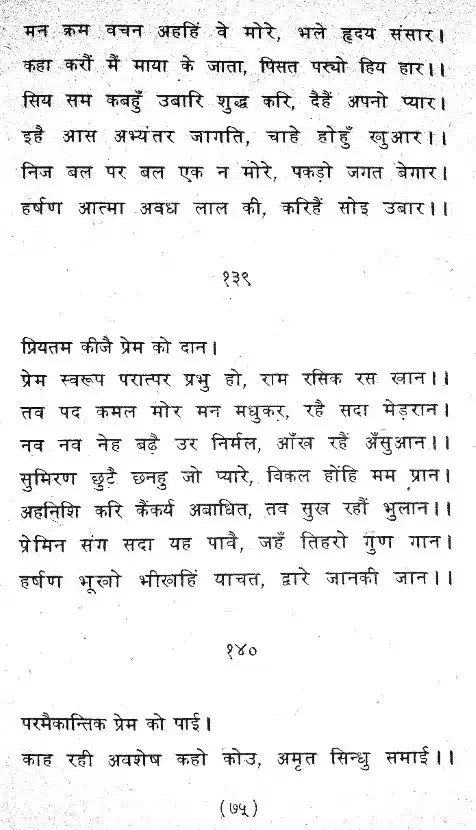 मन क्रम वचन अहहिं वे मोरे, भले हृदय संसार।
कहा करौं मैं माया के जाता, पिसत पर्‌यो हिय हार।।
सिय सम कबहुँ उबारि शुद्ध करि, दैहैं अपनो प्यार।
इहै आस अभ्यंतर जागति, चाहे होहुँ खुआर।।
निज बल पर बल एक न मोरे, पकड़ो जगत बेगार।
हर्षण आत्मा अवध लाल की, करिहैं सोइ उबार।।
१३९
प्रियतम कीजै प्रेम को दान।
प्रेम स्वरूप परात्पर प्रभु हो, राम रसिक रस खान।।
तव पद कमल मोर मन मधुकर, रहै सदा मेड़रान।
नव नव नेह बढ़ै उर निर्मल, आँख रहैं अँसुआन।।
सुमिरण छुटै छनहु जो प्यारे, विकल होंहि मम प्रान।
अहनिशि करि कैंकर्य अबाधित, तव सुख रहौं भुलान।।
प्रेमिन संग सदा यह पावै, जहँ तिहरो गुण गान।
हर्षण भूखो भीखहिं याचत, द्वारे जानकी जान।।
१४०
परमैकान्तिक प्रेम को पाई।
काह रही अवशेष कहो कोउ, अमृत सिन्धु समाई।।
(७५)